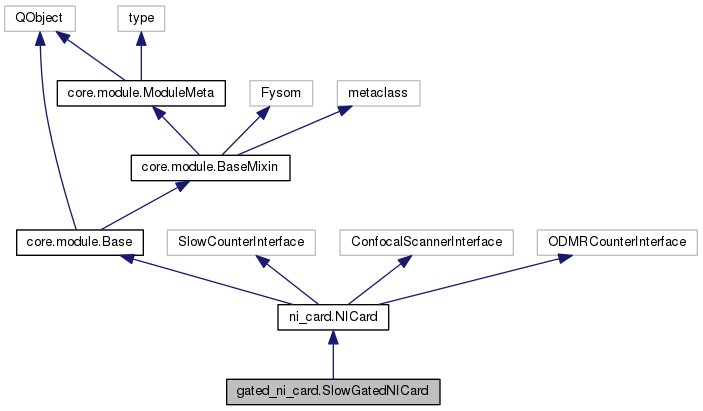 QObject
type
core.module.ModuleMeta
Fysom
metaclass
core.module.BaseMixin
core.module.Base
SlowCounterInterface
ConfocalScannerInterface
ODMRCounterInterface
ni_card.NICard
gated_ni_card.SlowGatedNICard